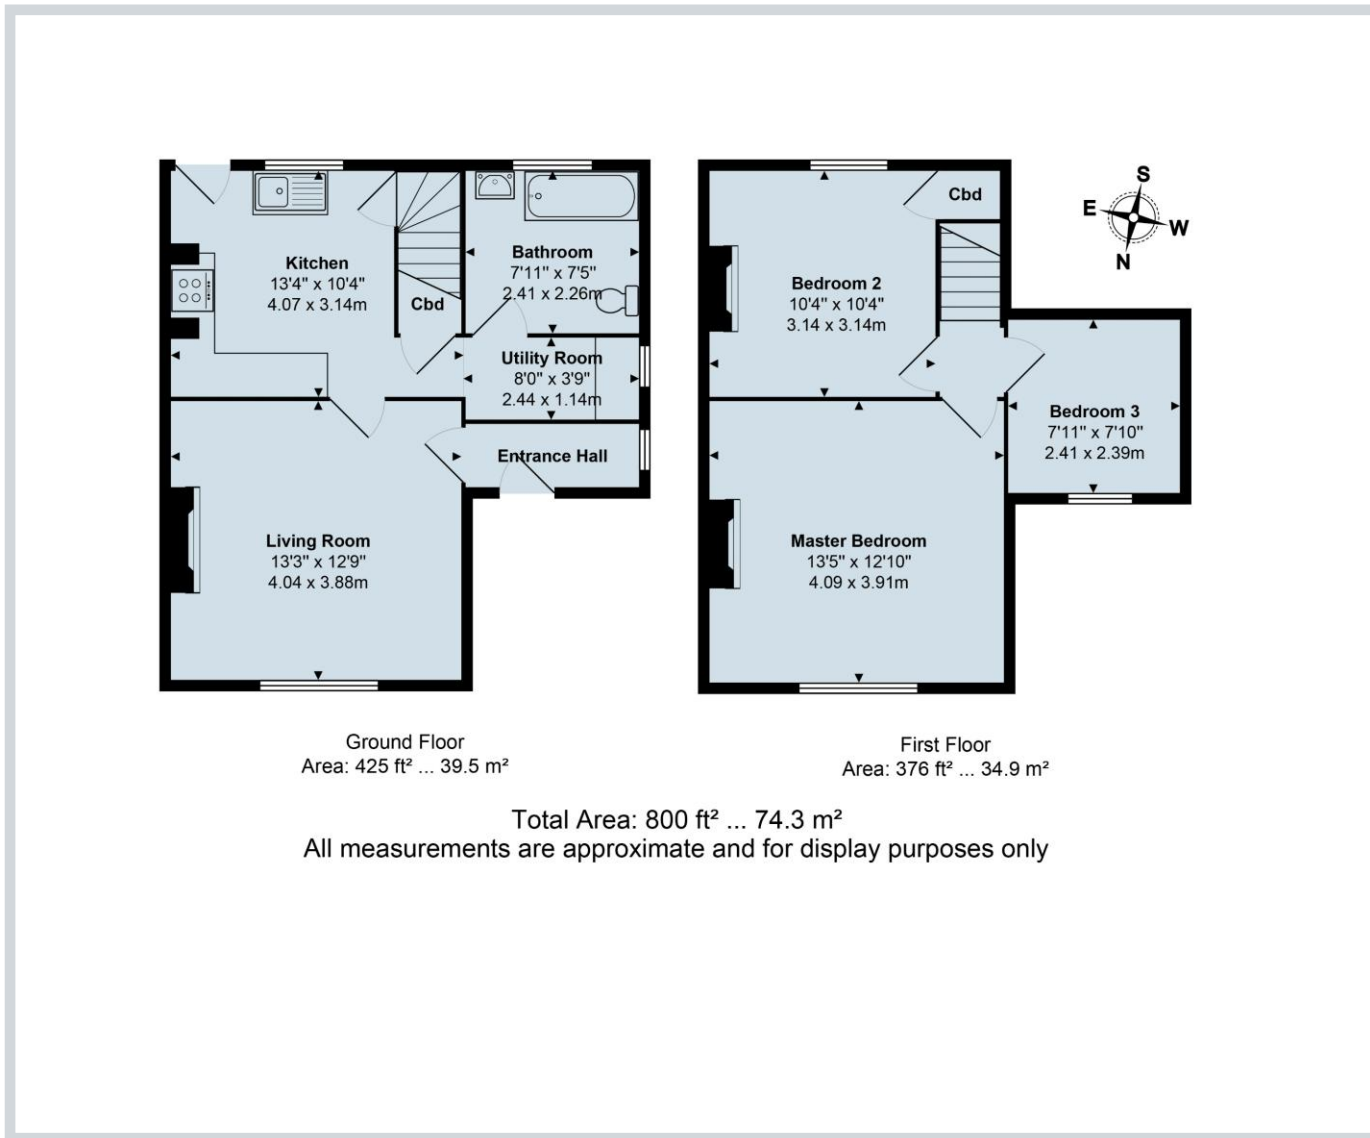 Kitchen
13'4" x 10'4"
4.07 x 3.14m
Cbd
Bathroom
7'11" x 7'5"
2.41 x 2.26m
Utility Room
8'0" x 3'9"
2.44 x 1.14m
Entrance Hall
Living Room
13'3" x 12'9"
4.04 x 3.88m
Ground Floor
Area: 425 ft² ... 39.5 m²
Cbd
Bedroom 2
10'4" x 10'4"
3.14 x 3.14m
Bedroom 3
7'11" x 7'10"
2.41 x 2.39m
Master Bedroom
13'5" x 12'10"
4.09 x 3.91m
First Floor
Area: 376 ft² ... 34.9 m²
S
E
W
N
Total Area: 800 ft² ... 74.3 m²
All measurements are approximate and for display purposes only